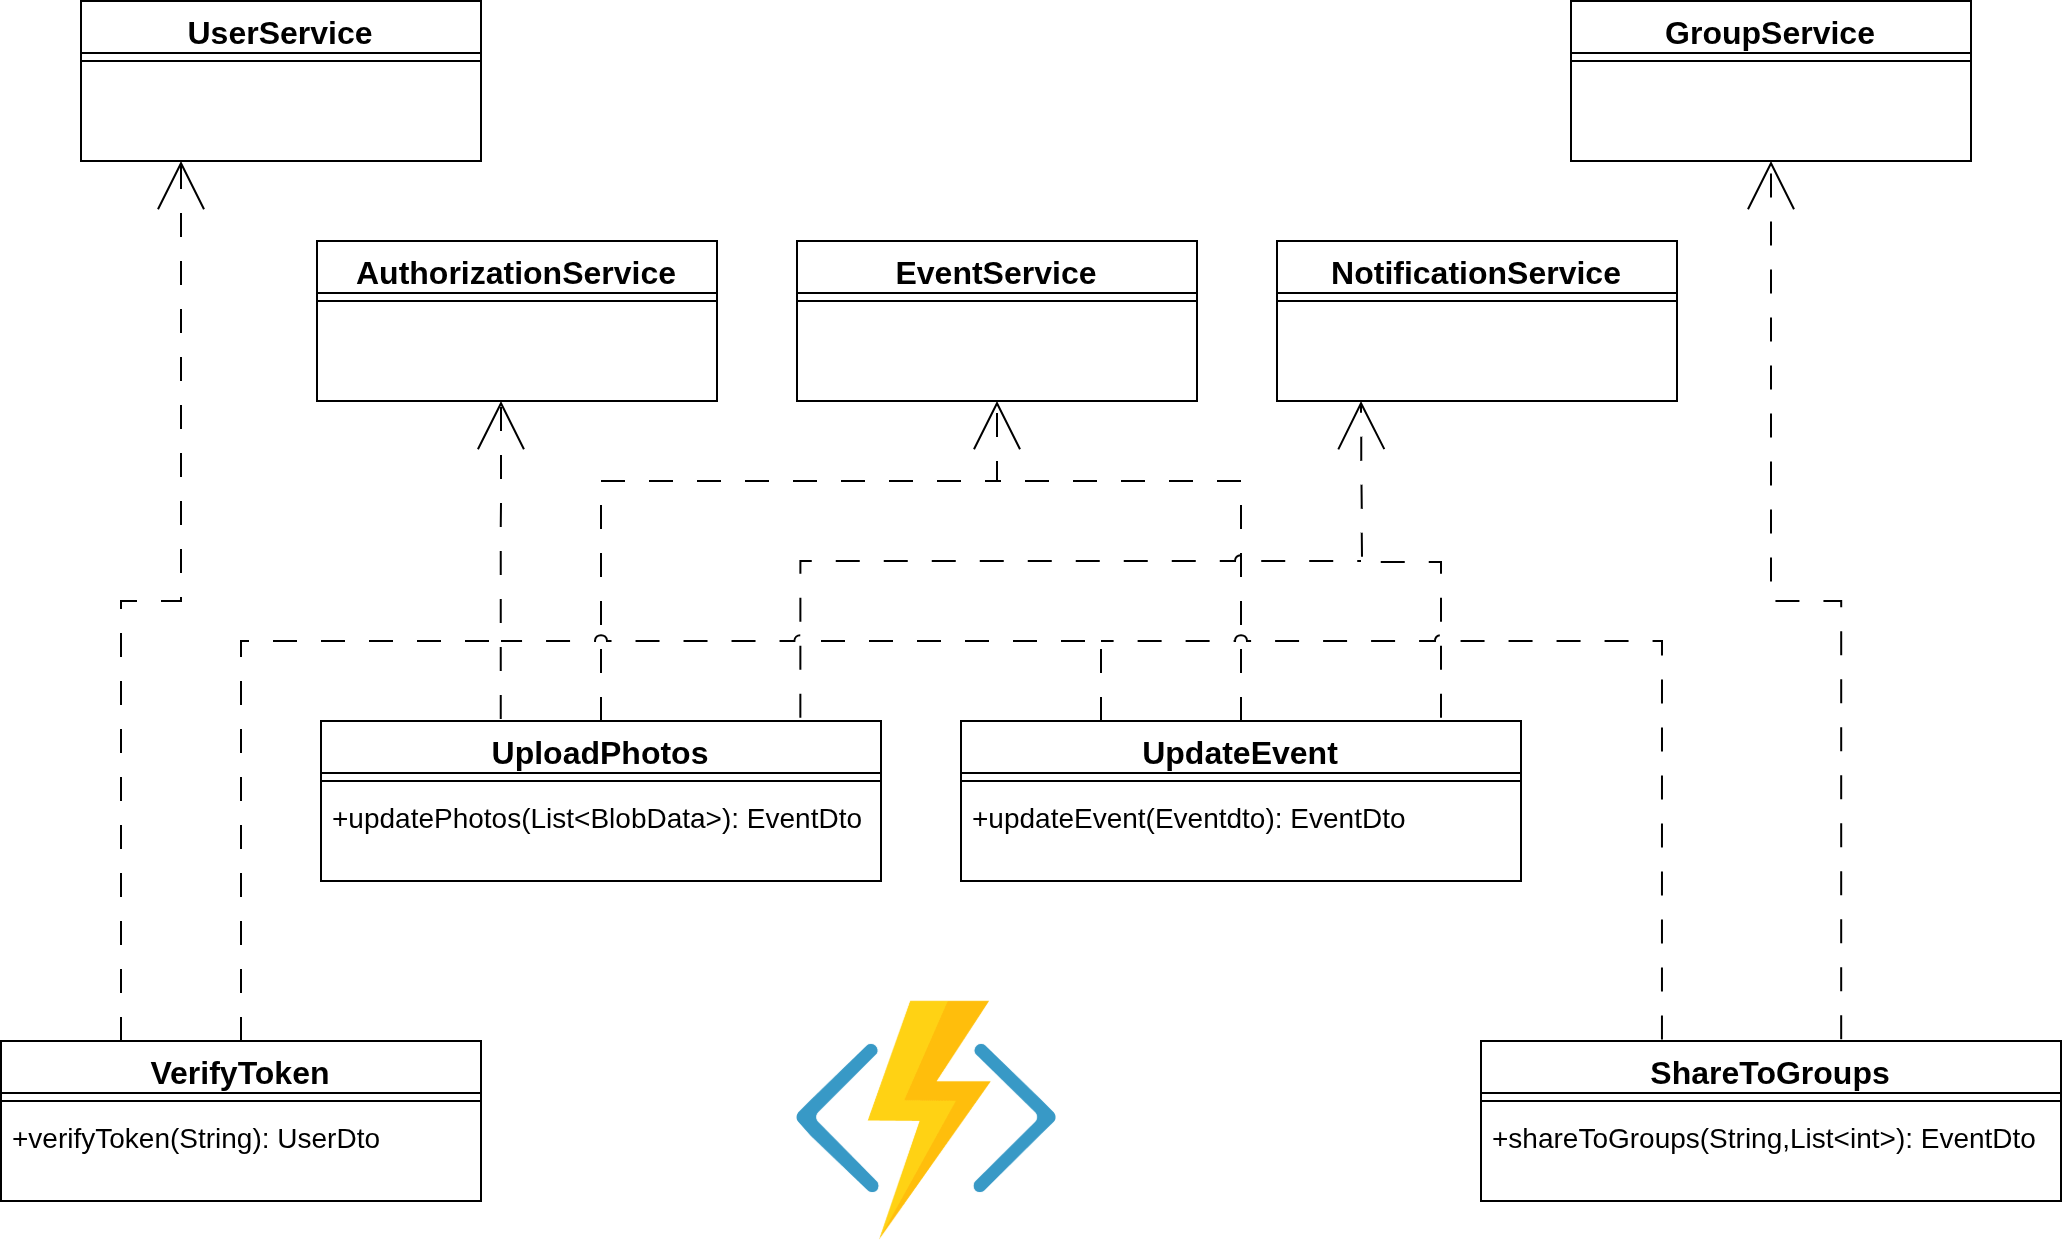 UserService
GroupService
AuthorizationService
EventService
NotificationService
UploadPhotos
+updatePhotos(List<BlobData>): EventDto
UpdateEvent
+updateEvent(Eventdto): EventDto
VerifyToken
+verifyToken(String): UserDto
ShareToGroups
+shareToGroups(String,List<int>): EventDto